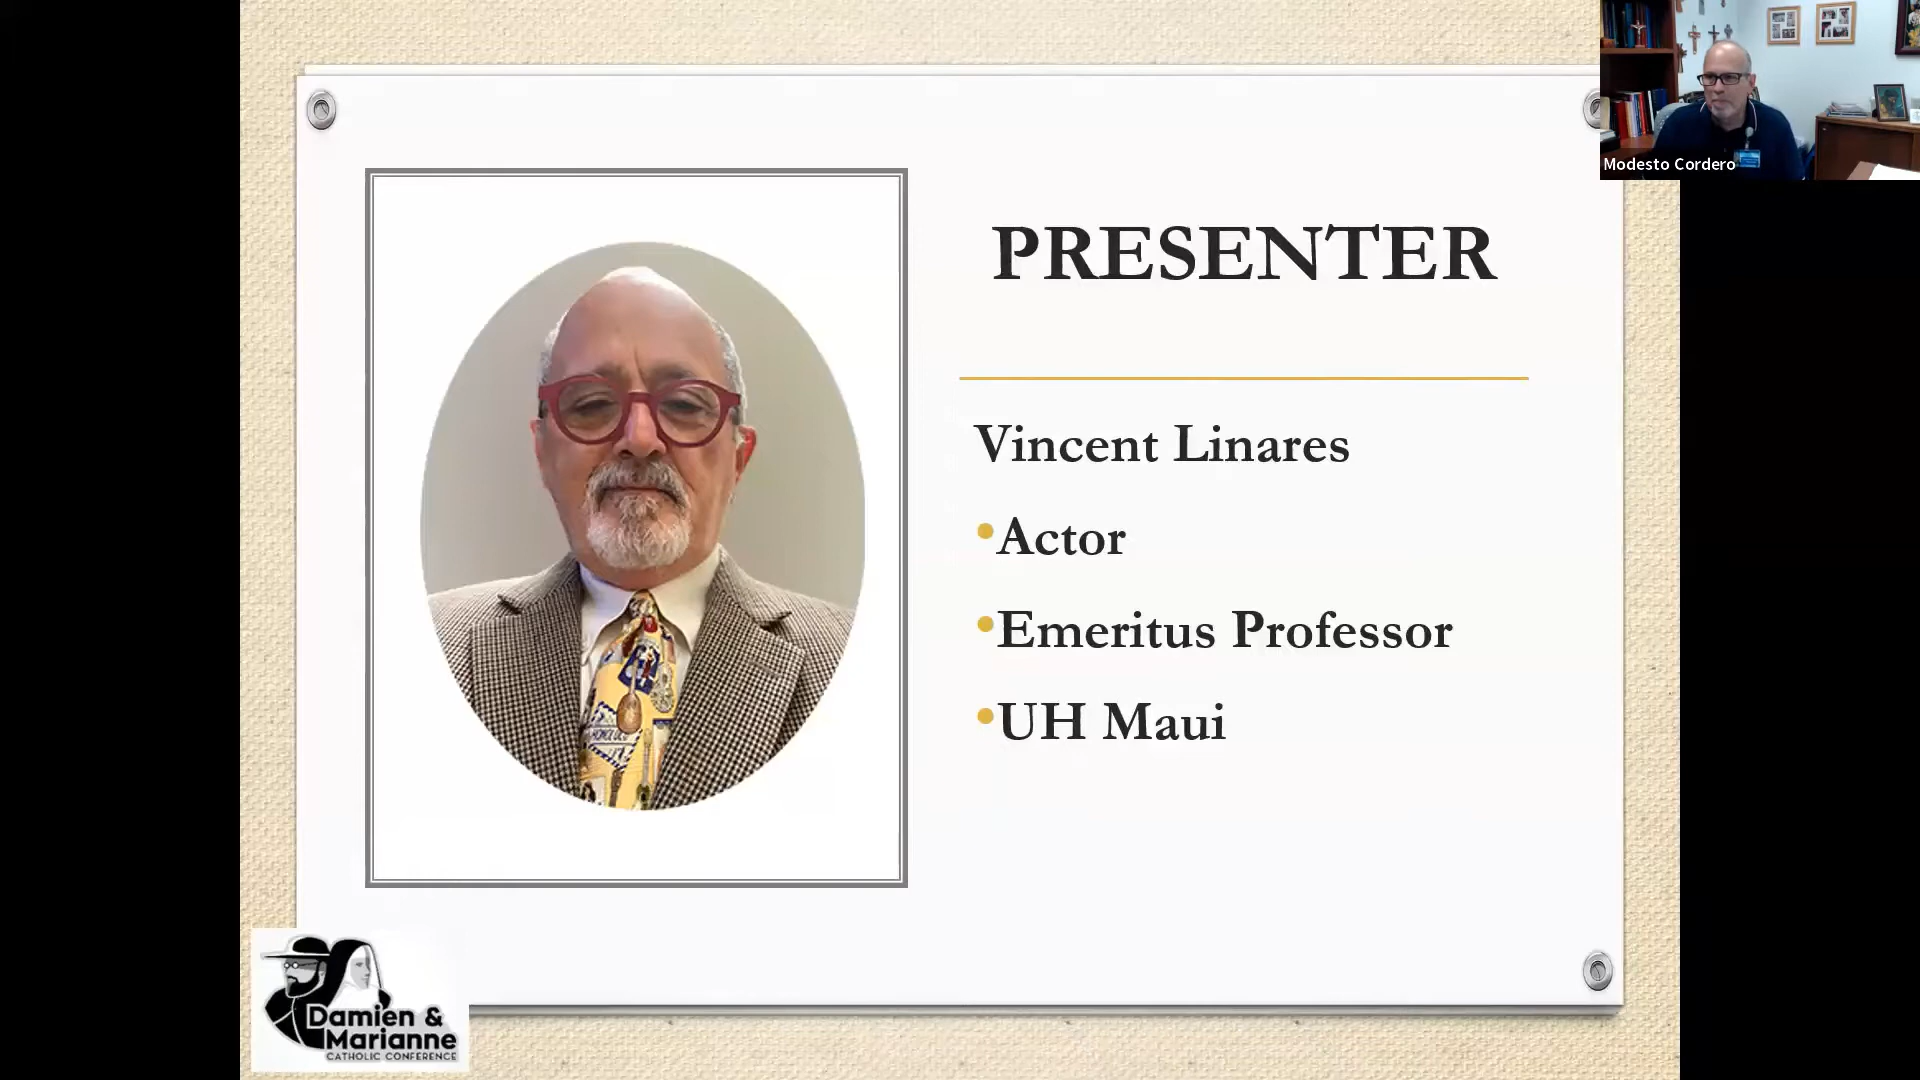 Modesto Cordero
PRESENTER
Vincent Linares
•Actor
•Emeritus Professor
•UH Maui
Damien &
Marianne
CATHOLIC CONFERENCE